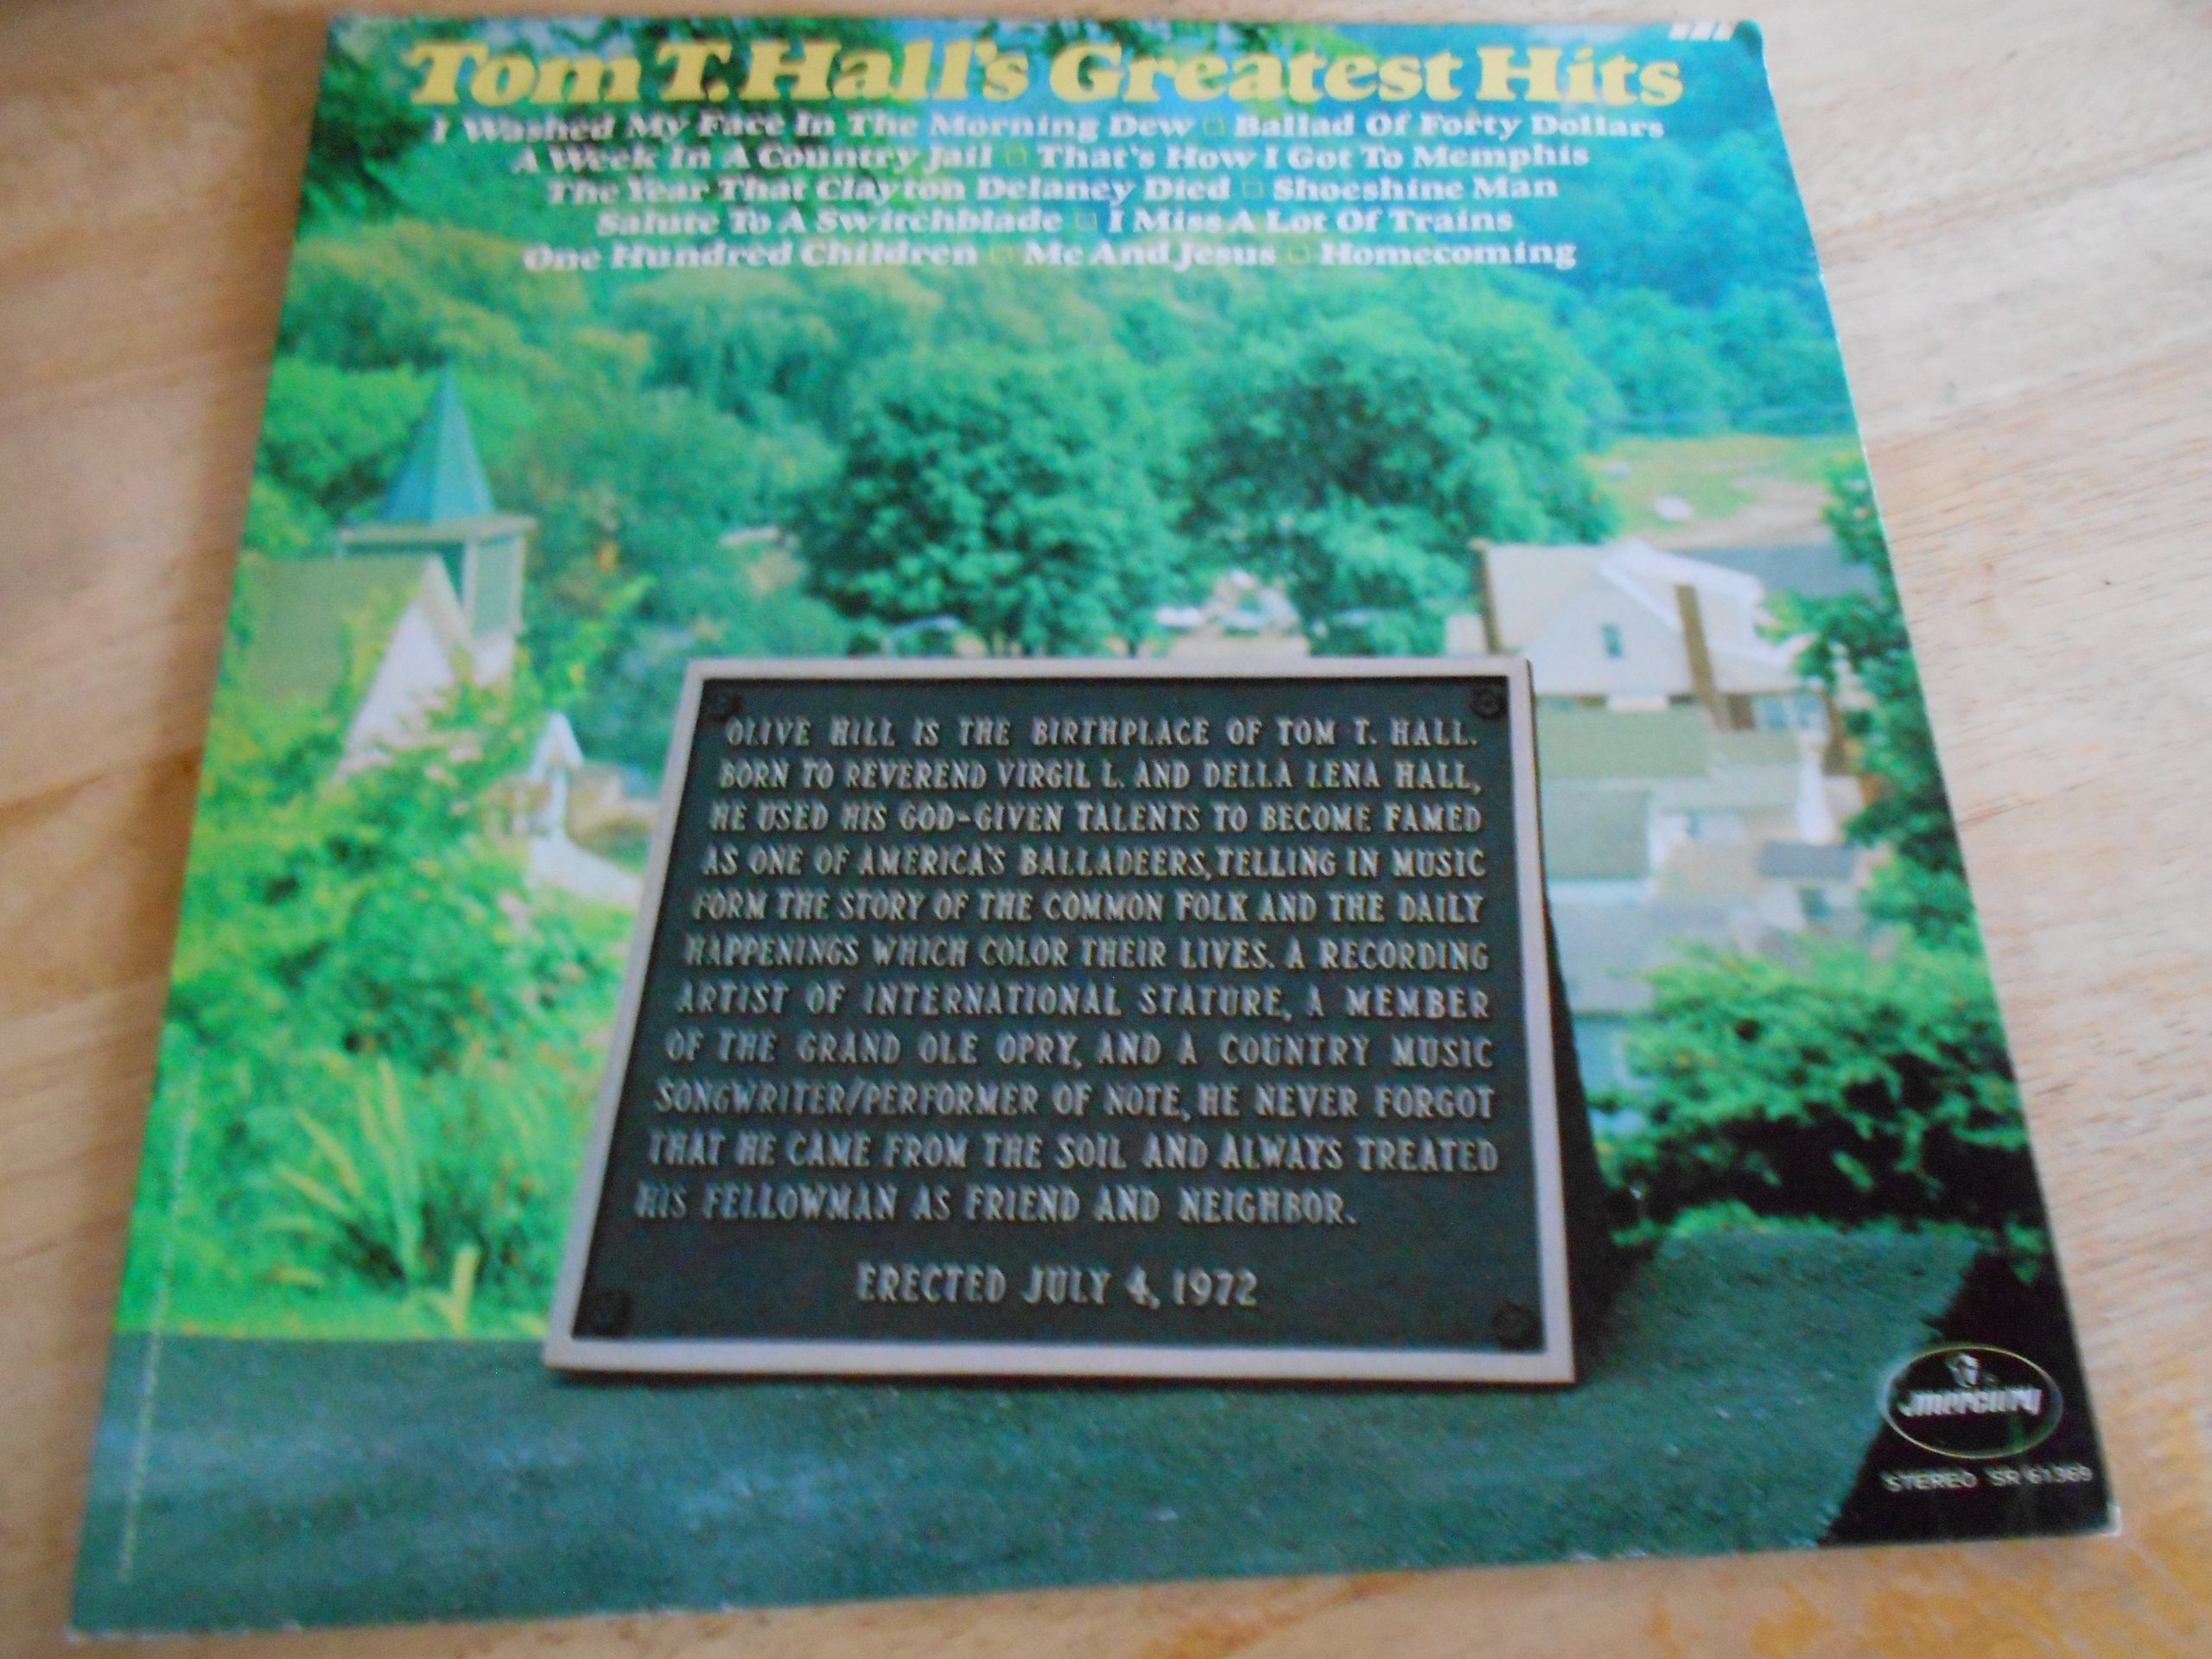 Tom T. Hall's Greatest Hits
I Washed My Face In The Morning Dew □ Ballad Of Forty Dollars
A Week In A Country Jail □ That's How I Got To Memphis
The Year That Clayton Delaney Died □ Shoeshine Man
Salute To A Switchblade □ I Miss A Lot Of Trains
One Hundred Children □ Me And Jesus □ Homecoming
OLIVE HILL IS THE BIRTHPLACE OF TOM T. HALL.
BORN TO REVEREND VIRGIL L. AND DELLA LENA HALL,
HE USED HIS GOD-GIVEN TALENTS TO BECOME FAMED
AS ONE OF AMERICA'S BALLADEERS, TELLING IN MUSIC
FORM THE STORY OF THE COMMON FOLK AND THE DAILY
HAPPENINGS WHICH COLOR THEIR LIVES. A RECORDING
ARTIST OF INTERNATIONAL STATURE, A MEMBER
OF THE GRAND OLE OPRY, AND A COUNTRY MUSIC
SONGWRITER/PERFORMER OF NOTE, HE NEVER FORGOT
THAT HE CAME FROM THE SOIL AND ALWAYS TREATED
HIS FELLOWMAN AS FRIEND AND NEIGHBOR.
ERECTED JULY 4, 1972
mercury
STEREO SR 61369